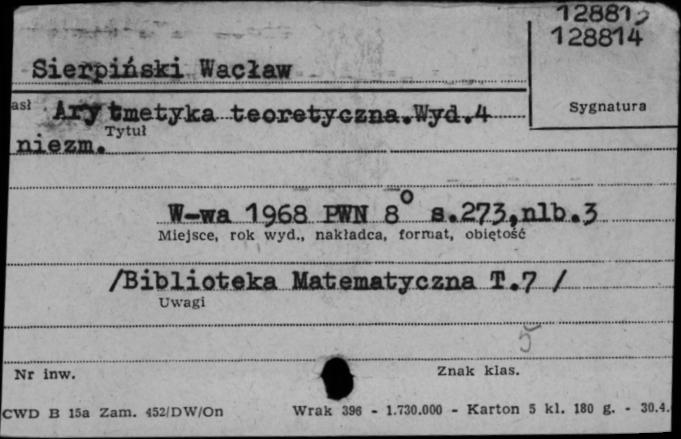 128813
128814
Sierpiński Wacław
Sygnatura
asł Arytmetyka teoretyczna.Wyd.4
Tytuł
niezm.
W-wa 1968 PWN 8° s.273,nlb.3
Miejsce, rok wyd., nakładca, format, objętość
/Biblioteka Matematyczna T.7 /
Uwagi
5
Nr inw.
Znak klas.
CWD B 15a Zam. 452/DW/On Wrak 396 - 1.730.000 - Karton 5 kl. 180 g. - 30.4.